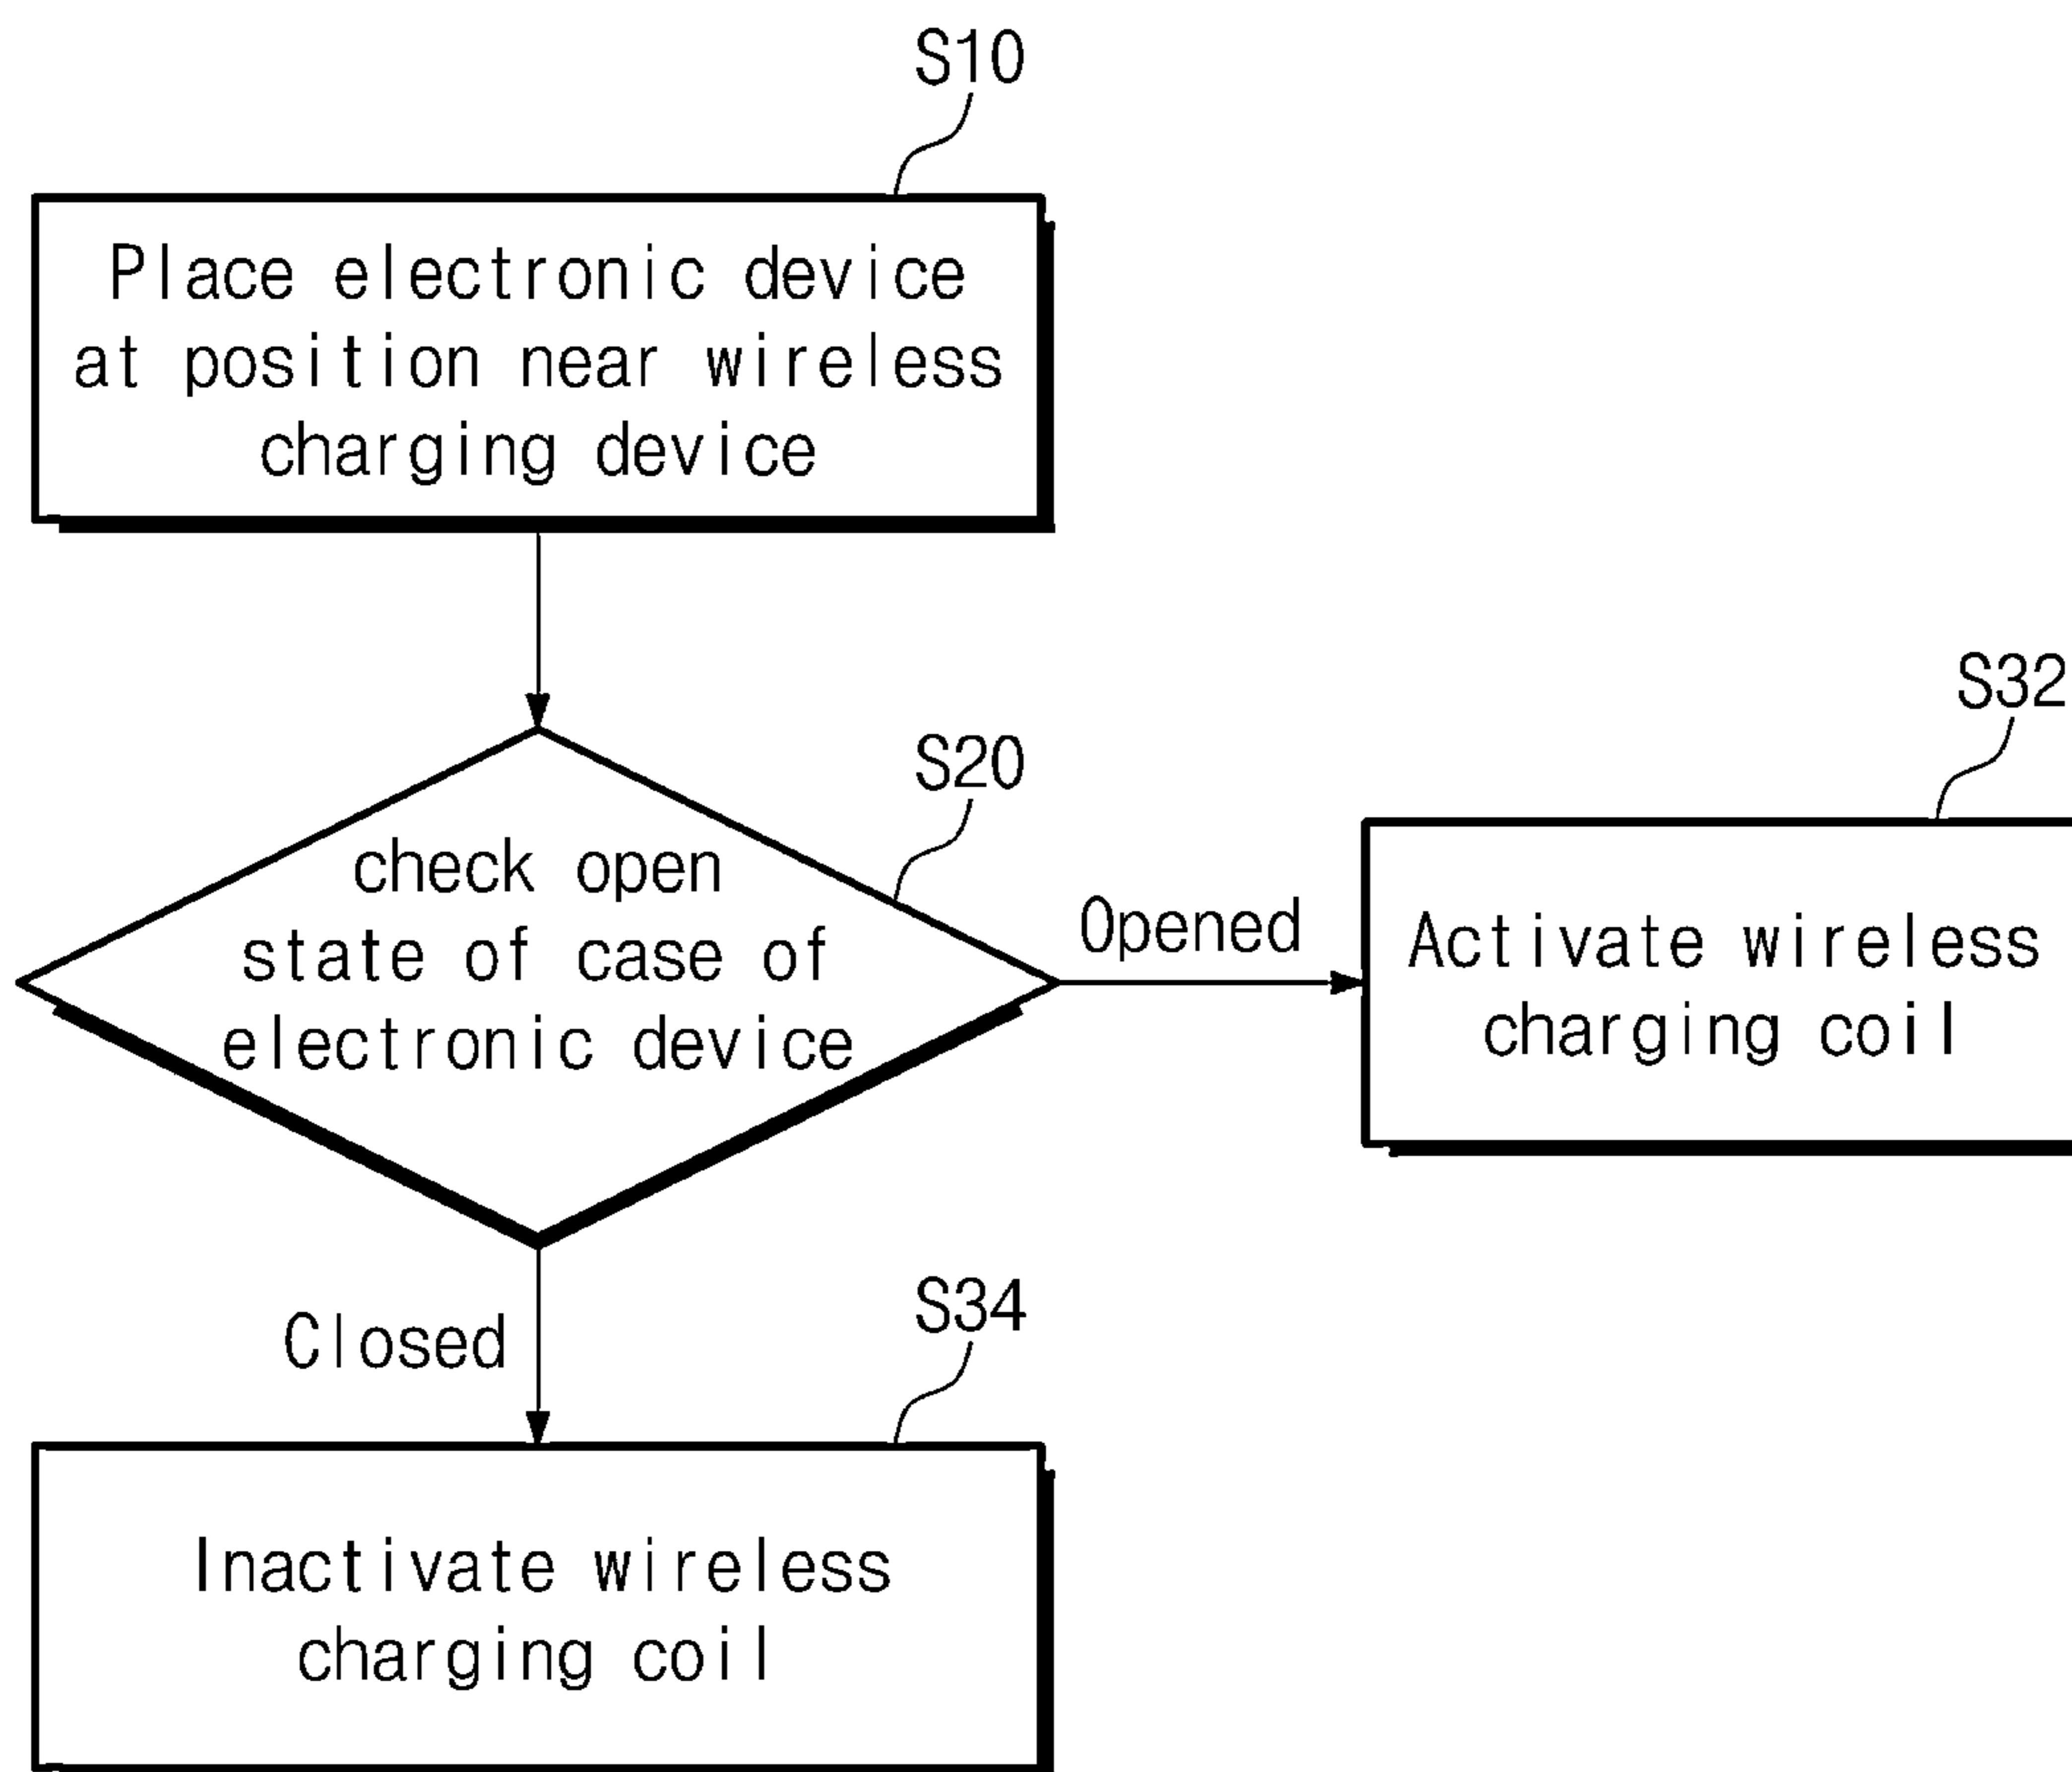 S10
Place electronic device
at position near wireless
charging device
S20
check open
state of case of
electronic device
Opened
S32
Activate wireless
charging coil
Closed
S34
Inactivate wireless
charging coil